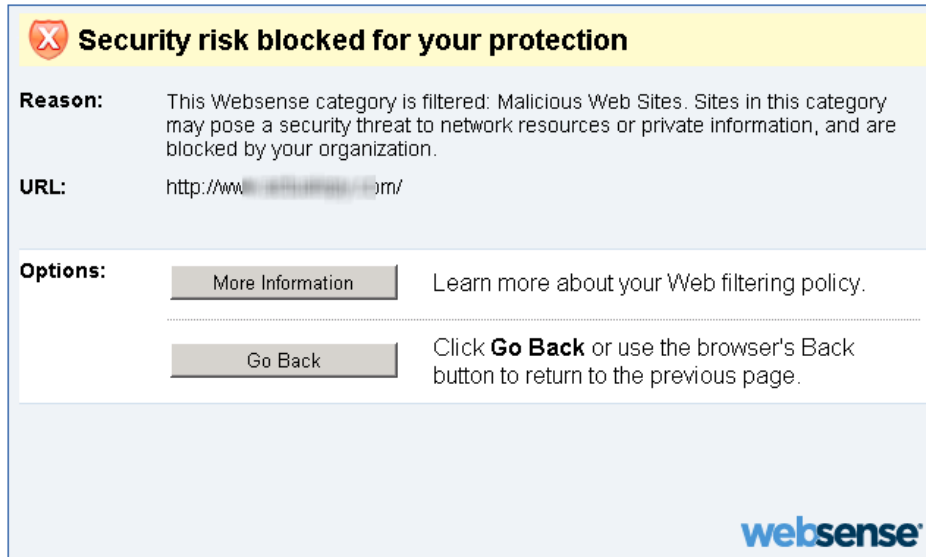 Security risk blocked for your protection
Reason:
This Websense category is filtered: Malicious Web Sites. Sites in this category
may pose a security threat to network resources or private information, and are
blocked by your organization.
URL:
http://ww om/
Options:
More Information
Learn more about your Web filtering policy.
Go Back
Click Go Back or use the browser's Back
button to return to the previous page.
websense